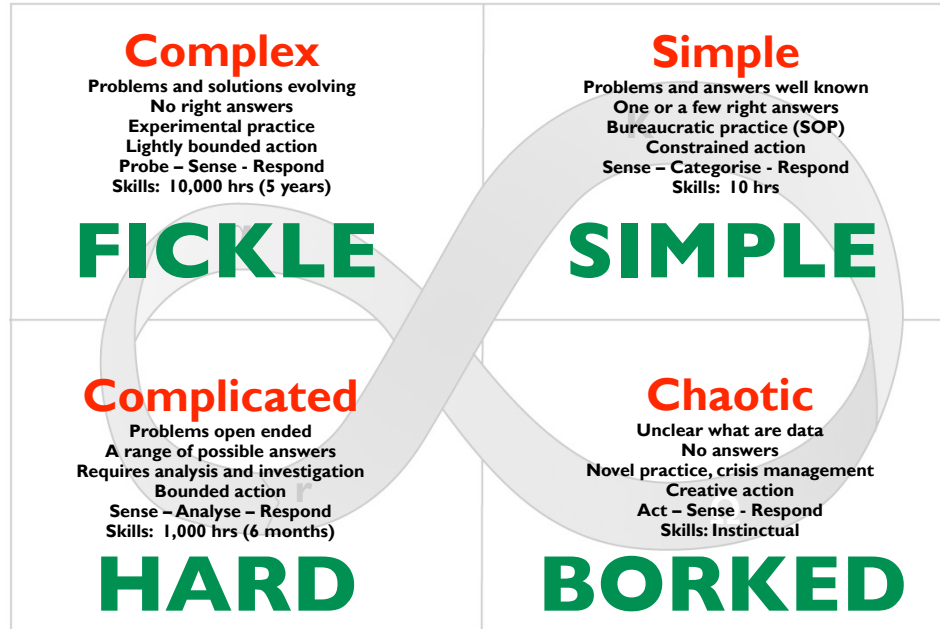 Complex
Problems and solutions evolving
No right answers
Experimental practice
Lightly bounded action
Probe – Sense - Respond
Skills:  10,000 hrs (5 years)
FICKLE
Simple
Problems and answers well known
One or a few right answers
Bureaucratic practice (SOP)
Constrained action
Sense – Categorise - Respond
Skills:  10 hrs
SIMPLE
K
α
Complicated
Problems open ended
A range of possible answers
Requires analysis and investigation
Bounded action
Sense – Analyse – Respond
Skills:  1,000 hrs (6 months)
HARD
r
Chaotic
Unclear what are data
No answers
Novel practice, crisis management
Creative action
Act – Sense - Respond
Skills: Instinctual
BORKED
Ω